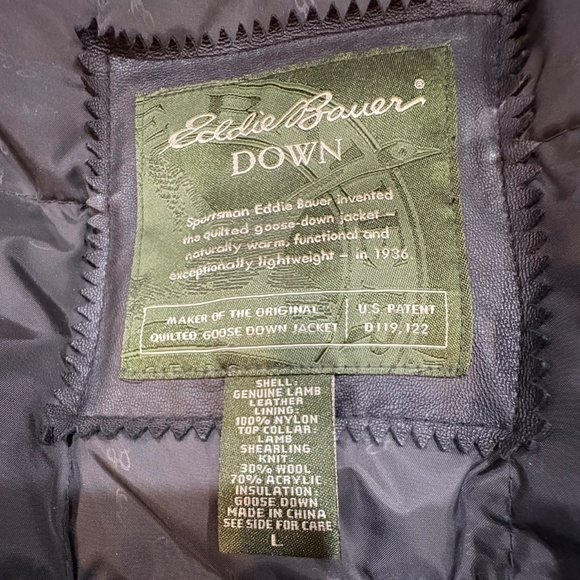 Eddie Bauer®
DOWN
Sportsman Eddie Bauer invented
the quilted goose-down jacket –
naturally warm, functional and
exceptionally lightweight – in 1936.
MAKER OF THE ORIGINAL
QUILTED GOOSE DOWN JACKET
U.S. PATENT
D119,122
SHELL:
GENUINE LAMB
LEATHER
LINING:
100% NYLON
TOP COLLAR:
LAMB
SHEARLING
KNIT:
30% WOOL
70% ACRYLIC
INSULATION:
GOOSE DOWN
MADE IN CHINA
SEE SIDE FOR CARE
L